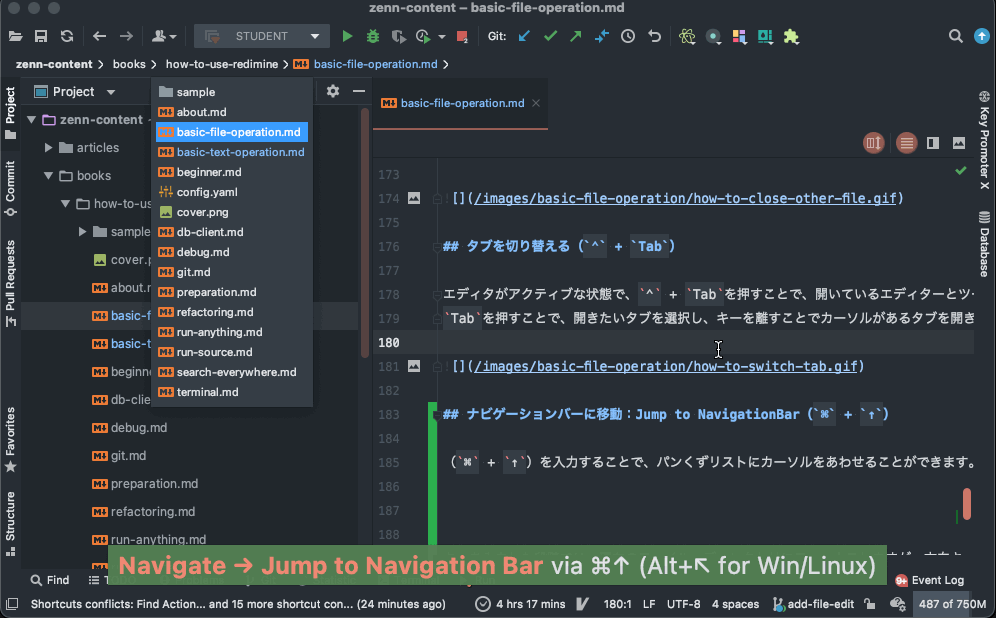 zenn-content – basic-file-operation.md
STUDENT
Git:
zenn-content
books
how-to-use-redimine
basic-file-operation.md
Project
zenn-content
articles
books
how-to-us
sample
cover.p
about.r
basic-f
basic-t
beginn
db-clie
debug.md
git.md
preparation.md
refactoring.md
run-anything.md
sample
about.md
basic-file-operation.md
basic-text-operation.md
beginner.md
config.yaml
cover.png
db-client.md
debug.md
git.md
preparation.md
refactoring.md
run-anything.md
run-source.md
search-everywhere.md
terminal.md
basic-file-operation.md
173
174 ![](/images/basic-file-operation/how-to-close-other-file.gif)
175
176 ## タブを切り替える（`^` + `Tab`）
177
178 エディタがアクティブな状態で、`^` + `Tab`を押すことで、開いているエディターとツー
179 `Tab`を押すことで、開きたいタブを選択し、キーを離すことでカーソルがあるタブを開き
180
181 ![](/images/basic-file-operation/how-to-switch-tab.gif)
182
183 ## ナビゲーションバーに移動：Jump to NavigationBar（`⌘` + `↑`）
184
185 （`⌘` + `↑`）を入力することで、パンくずリストにカーソルをあわせることができます。
186
187
188
Project
Commit
Pull Requests
Favorites
Structure
Key Promoter X
Database
Navigate → Jump to Navigation Bar via ⌘↑ (Alt+↖ for Win/Linux)
Find
Event Log
Shortcuts conflicts: Find Action... and 15 more shortcut con... (24 minutes ago)
4 hrs 17 mins
180:1
LF
UTF-8
4 spaces
add-file-edit
487 of 750M